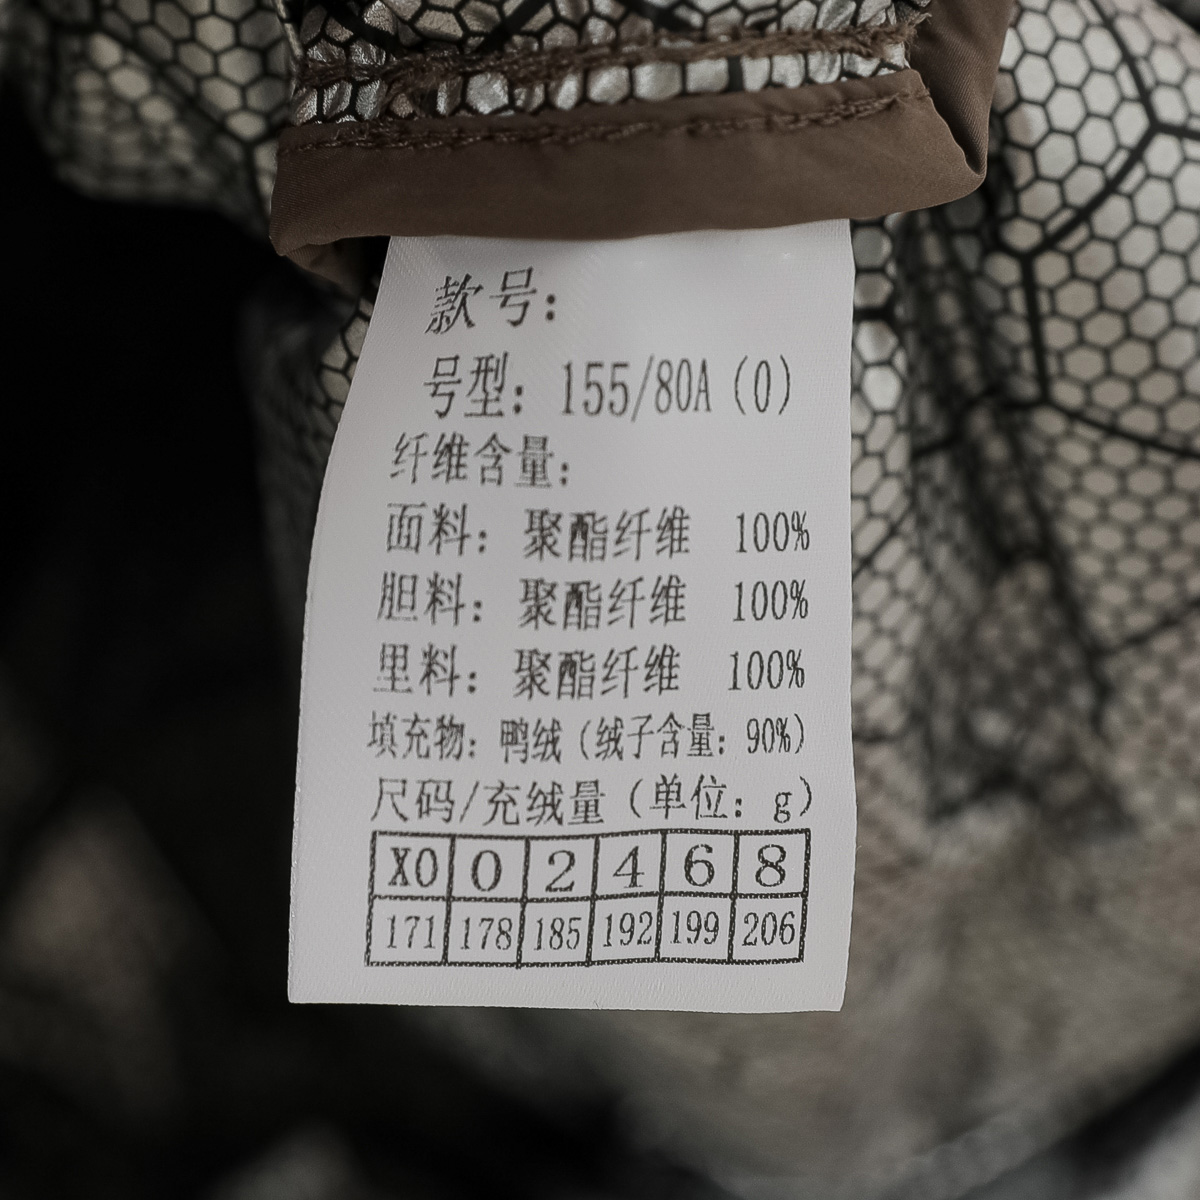 款号：
号型：155/80A（0）
纤维含量：
面料：聚酯纤维 100%
胆料：聚酯纤维 100%
里料：聚酯纤维 100%
填充物：鸭绒（绒子含量：90%）
尺码/充绒量（单位：g）
X0 0 2 4 6 8
171 178 185 192 199 206